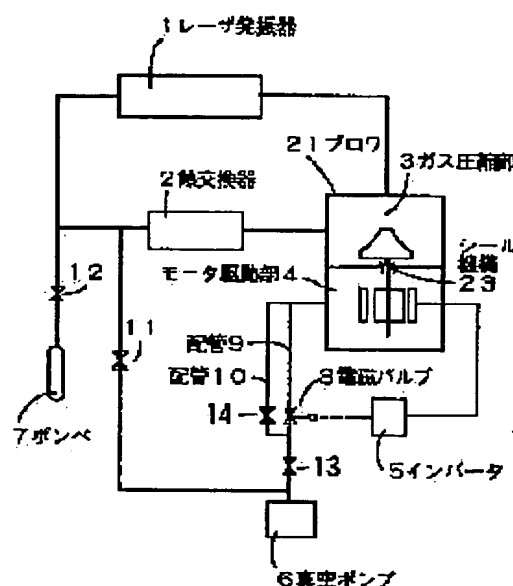 1レーザ発振器
21ブロワ
3ガス圧縮部
2熱交換器
シール
機構
23
モータ駆動部4
12
11
配管9
配管10
8電磁バルブ
14
7ボンベ
13
5インバータ
6真空ポンプ